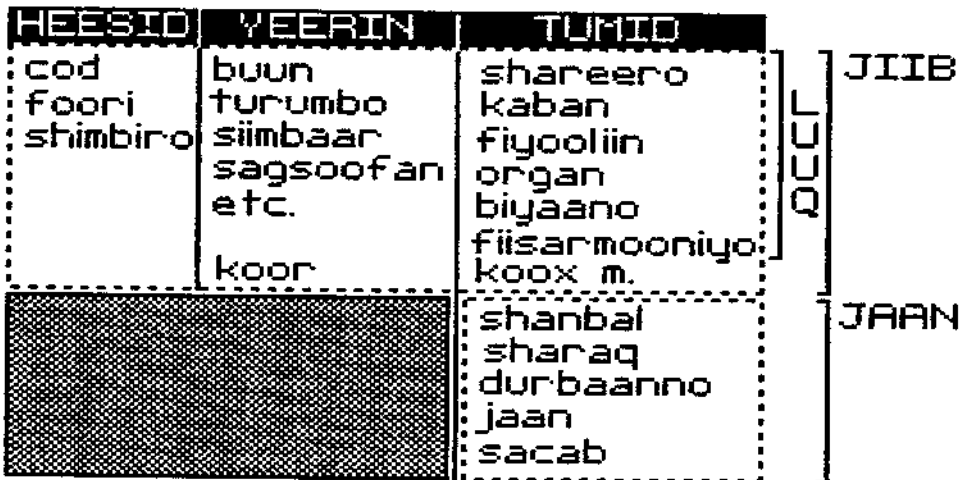 HEESID YEERIN TUMID
cod buun shareero JIIB
foori turumbo kaban
shimbiro siimbaar fiyooliin
sagsoofan organ
etc. biyaano
fiisarmooniyo
koor koox m.
LUUQ
shanbal JAAN
sharaq
durbaanno
jaan
sacab